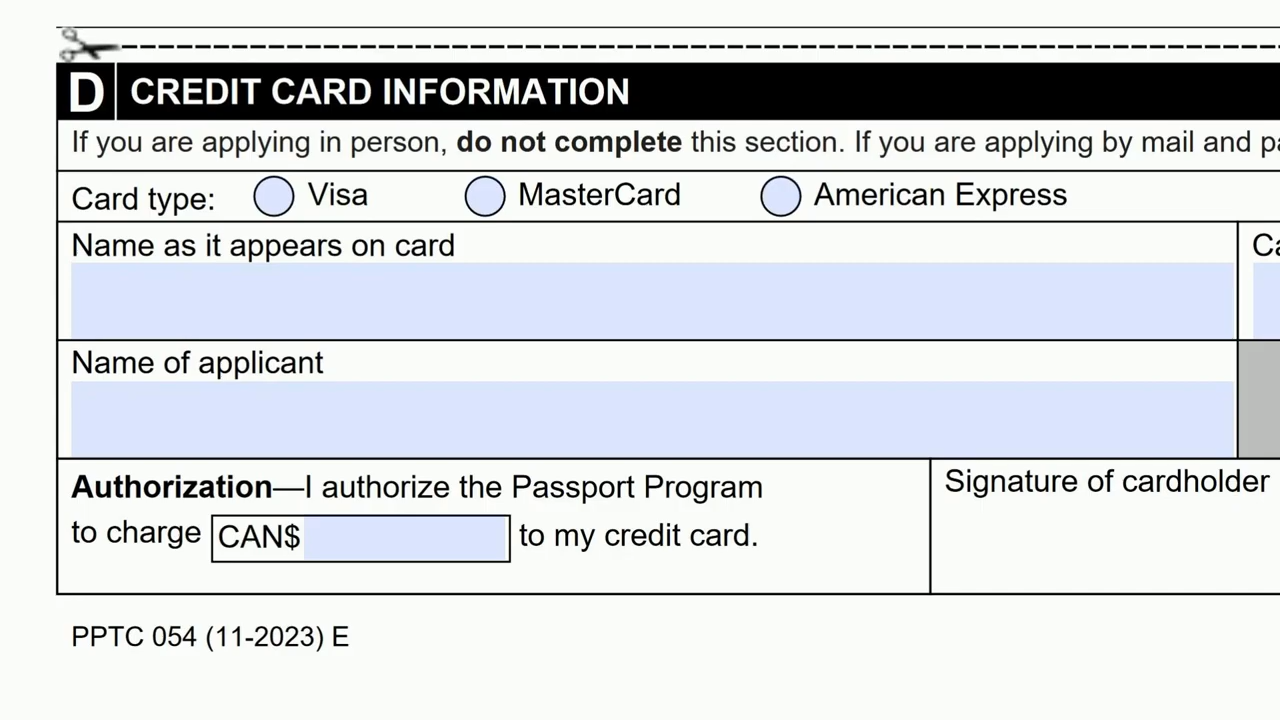 D CREDIT CARD INFORMATION
If you are applying in person, do not complete this section. If you are applying by mail and
Card type: Visa MasterCard American Express
Name as it appears on card
Name of applicant
Authorization—I authorize the Passport Program
to charge CAN$ to my credit card.
Signature of cardholder
PPTC 054 (11-2023) E